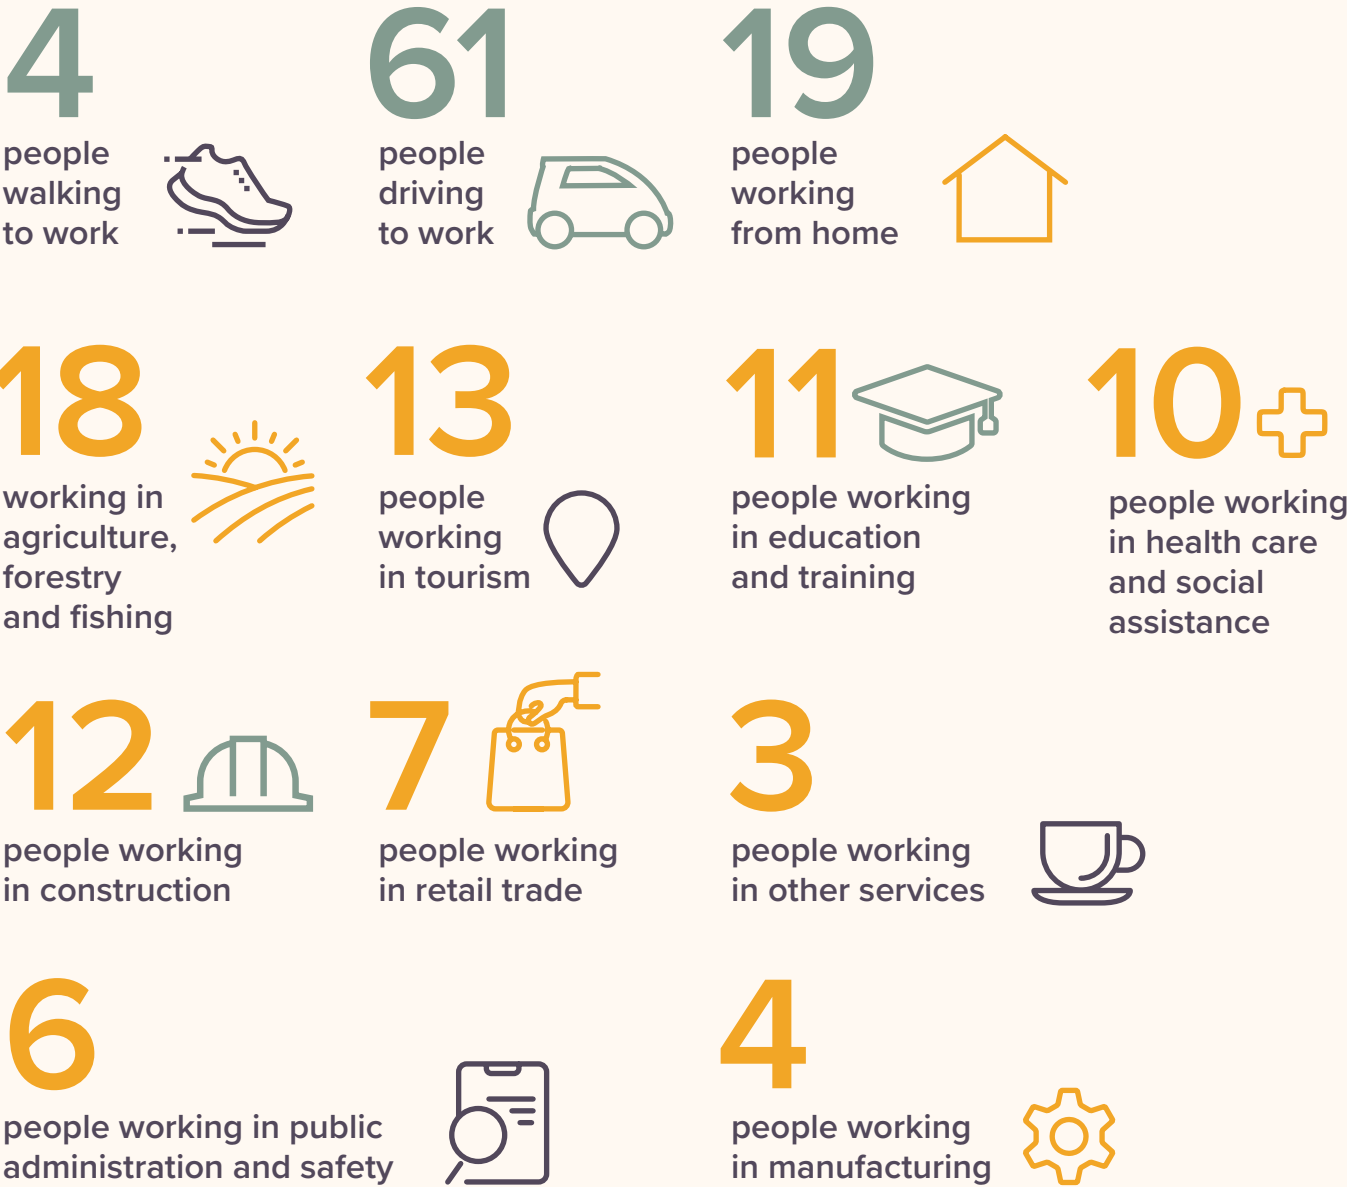 4
people
walking
to work
61
people
driving
to work
19
people
working
from home
18
working in
agriculture,
forestry
and fishing
13
people
working
in tourism
11
people working
in education
and training
10
people working
in health care
and social
assistance
12
people working
in construction
7
people working
in retail trade
3
people working
in other services
6
people working in public
administration and safety
4
people working
in manufacturing